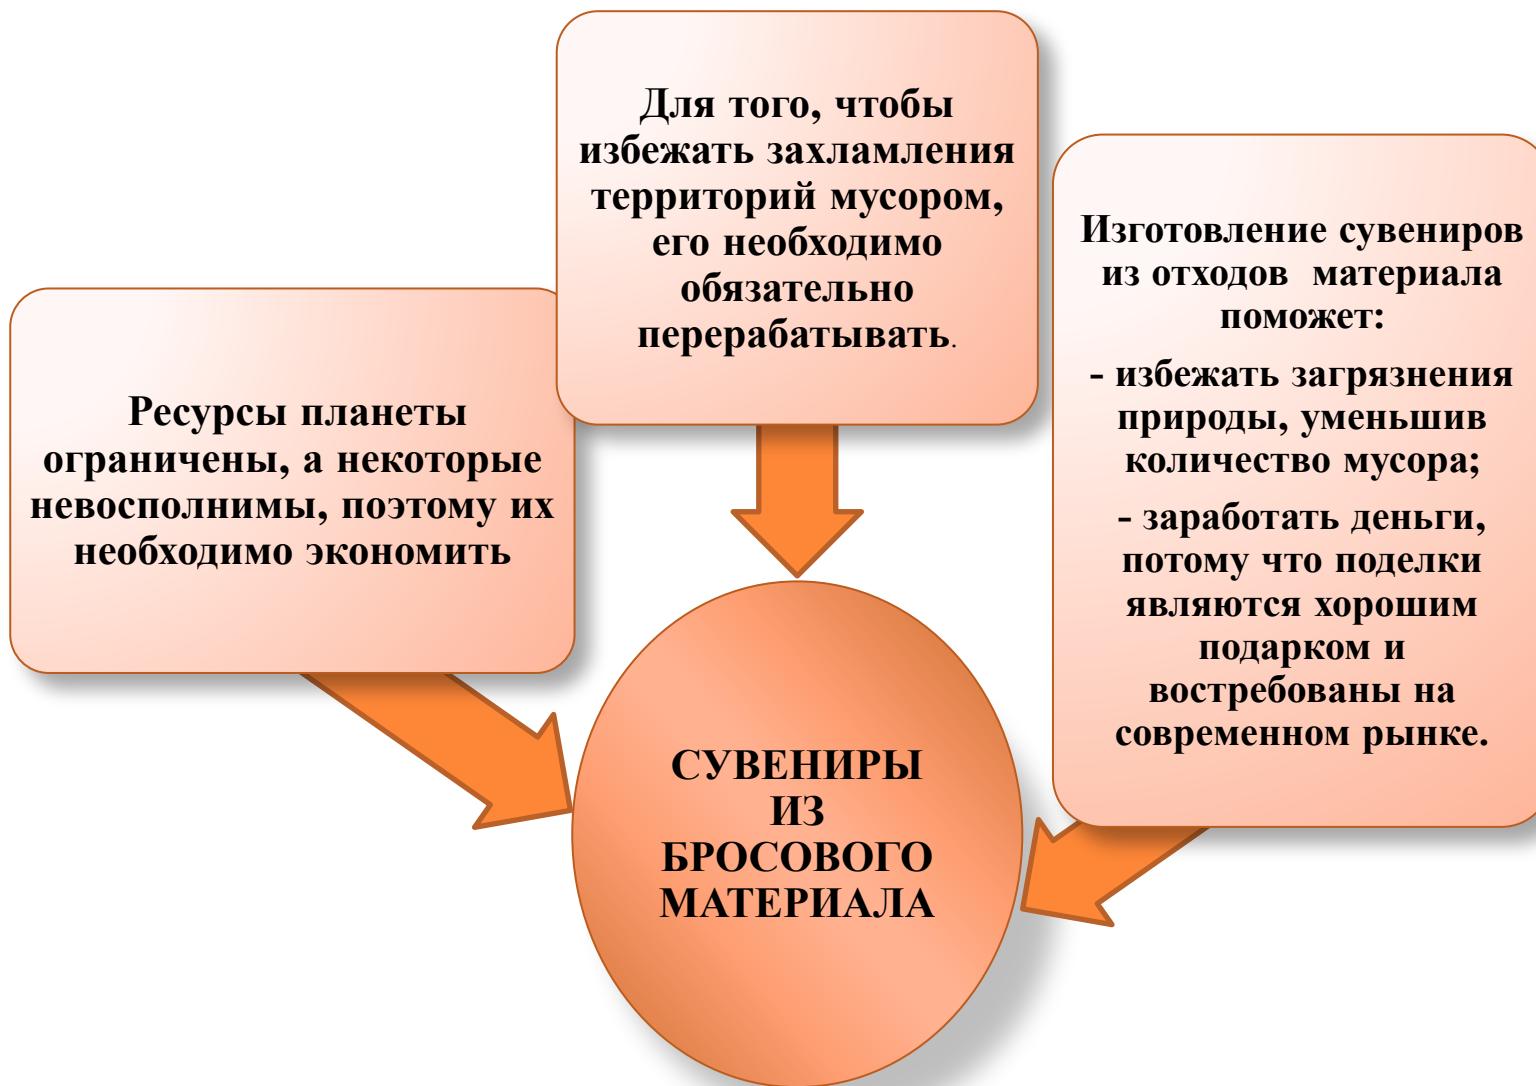 Для того, чтобы
избежать захламления
территорий мусором,
его необходимо
обязательно
перерабатывать.
Ресурсы планеты
ограничены, а некоторые
невосполнимы, поэтому их
необходимо экономить
Изготовление сувениров
из отходов материала
поможет:
- избежать загрязнения
природы, уменьшив
количество мусора;
- заработать деньги,
потому что поделки
являются хорошим
подарком и
востребованы на
современном рынке.
СУВЕНИРЫ
ИЗ
БРОСОВОГО
МАТЕРИАЛА